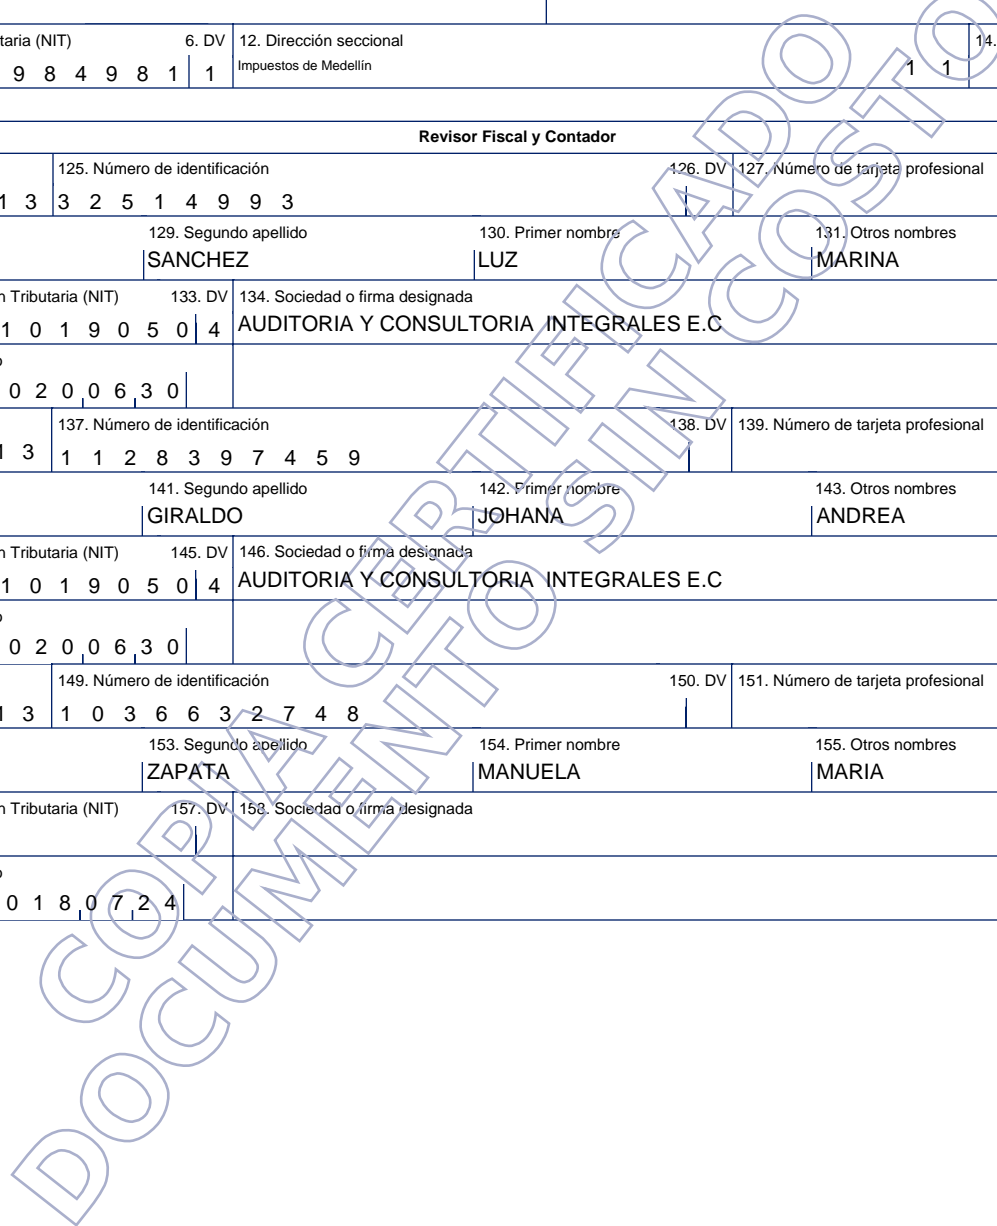 taria (NIT) 6. DV 12. Dirección seccional 14.
9 8 4 9 8 1 1 Impuestos de Medellín 1 1
Revisor Fiscal y Contador
125. Número de identificación 126. DV 127. Número de tarjeta profesional
1 3 3 2 5 1 4 9 9 3
129. Segundo apellido 130. Primer nombre 131. Otros nombres
SANCHEZ LUZ MARINA
n Tributaria (NIT) 133. DV 134. Sociedad o firma designada
1 0 1 9 0 5 0 4 AUDITORIA Y CONSULTORIA INTEGRALES E.C
o
0 2 0 0 6 3 0
137. Número de identificación 138. DV 139. Número de tarjeta profesional
1 3 1 1 2 8 3 9 7 4 5 9
141. Segundo apellido 142. Primer nombre 143. Otros nombres
GIRALDO JOHANA ANDREA
n Tributaria (NIT) 145. DV 146. Sociedad o firma designada
1 0 1 9 0 5 0 4 AUDITORIA Y CONSULTORIA INTEGRALES E.C
o
0 2 0 0 6 3 0
149. Número de identificación 150. DV 151. Número de tarjeta profesional
1 3 1 0 3 6 6 3 2 7 4 8
153. Segundo apellido 154. Primer nombre 155. Otros nombres
ZAPATA MANUELA MARIA
n Tributaria (NIT) 157. DV 158. Sociedad o firma designada
o
0 1 8 0 7 2 4
COPIA CERTIFICADO
DOCUMENTO SIN COSTO